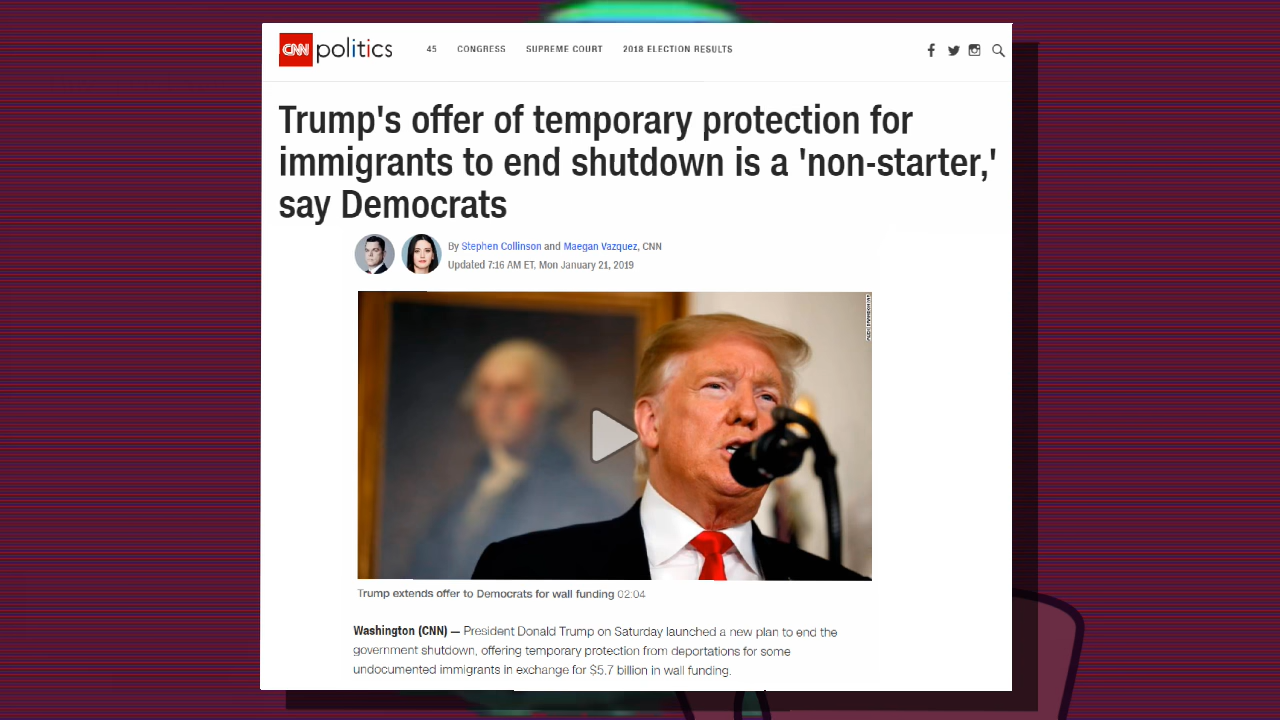 CNN politics 45 CONGRESS SUPREME COURT 2018 ELECTION RESULTS
Trump's offer of temporary protection for
immigrants to end shutdown is a 'non-starter,'
say Democrats
By Stephen Collinson and Maegan Vazquez, CNN
Updated 7:16 AM ET, Mon January 21, 2019
Trump extends offer to Democrats for wall funding 02:04
Washington (CNN) — President Donald Trump on Saturday launched a new plan to end the
government shutdown, offering temporary protection from deportations for some
undocumented immigrants in exchange for $5.7 billion in wall funding.